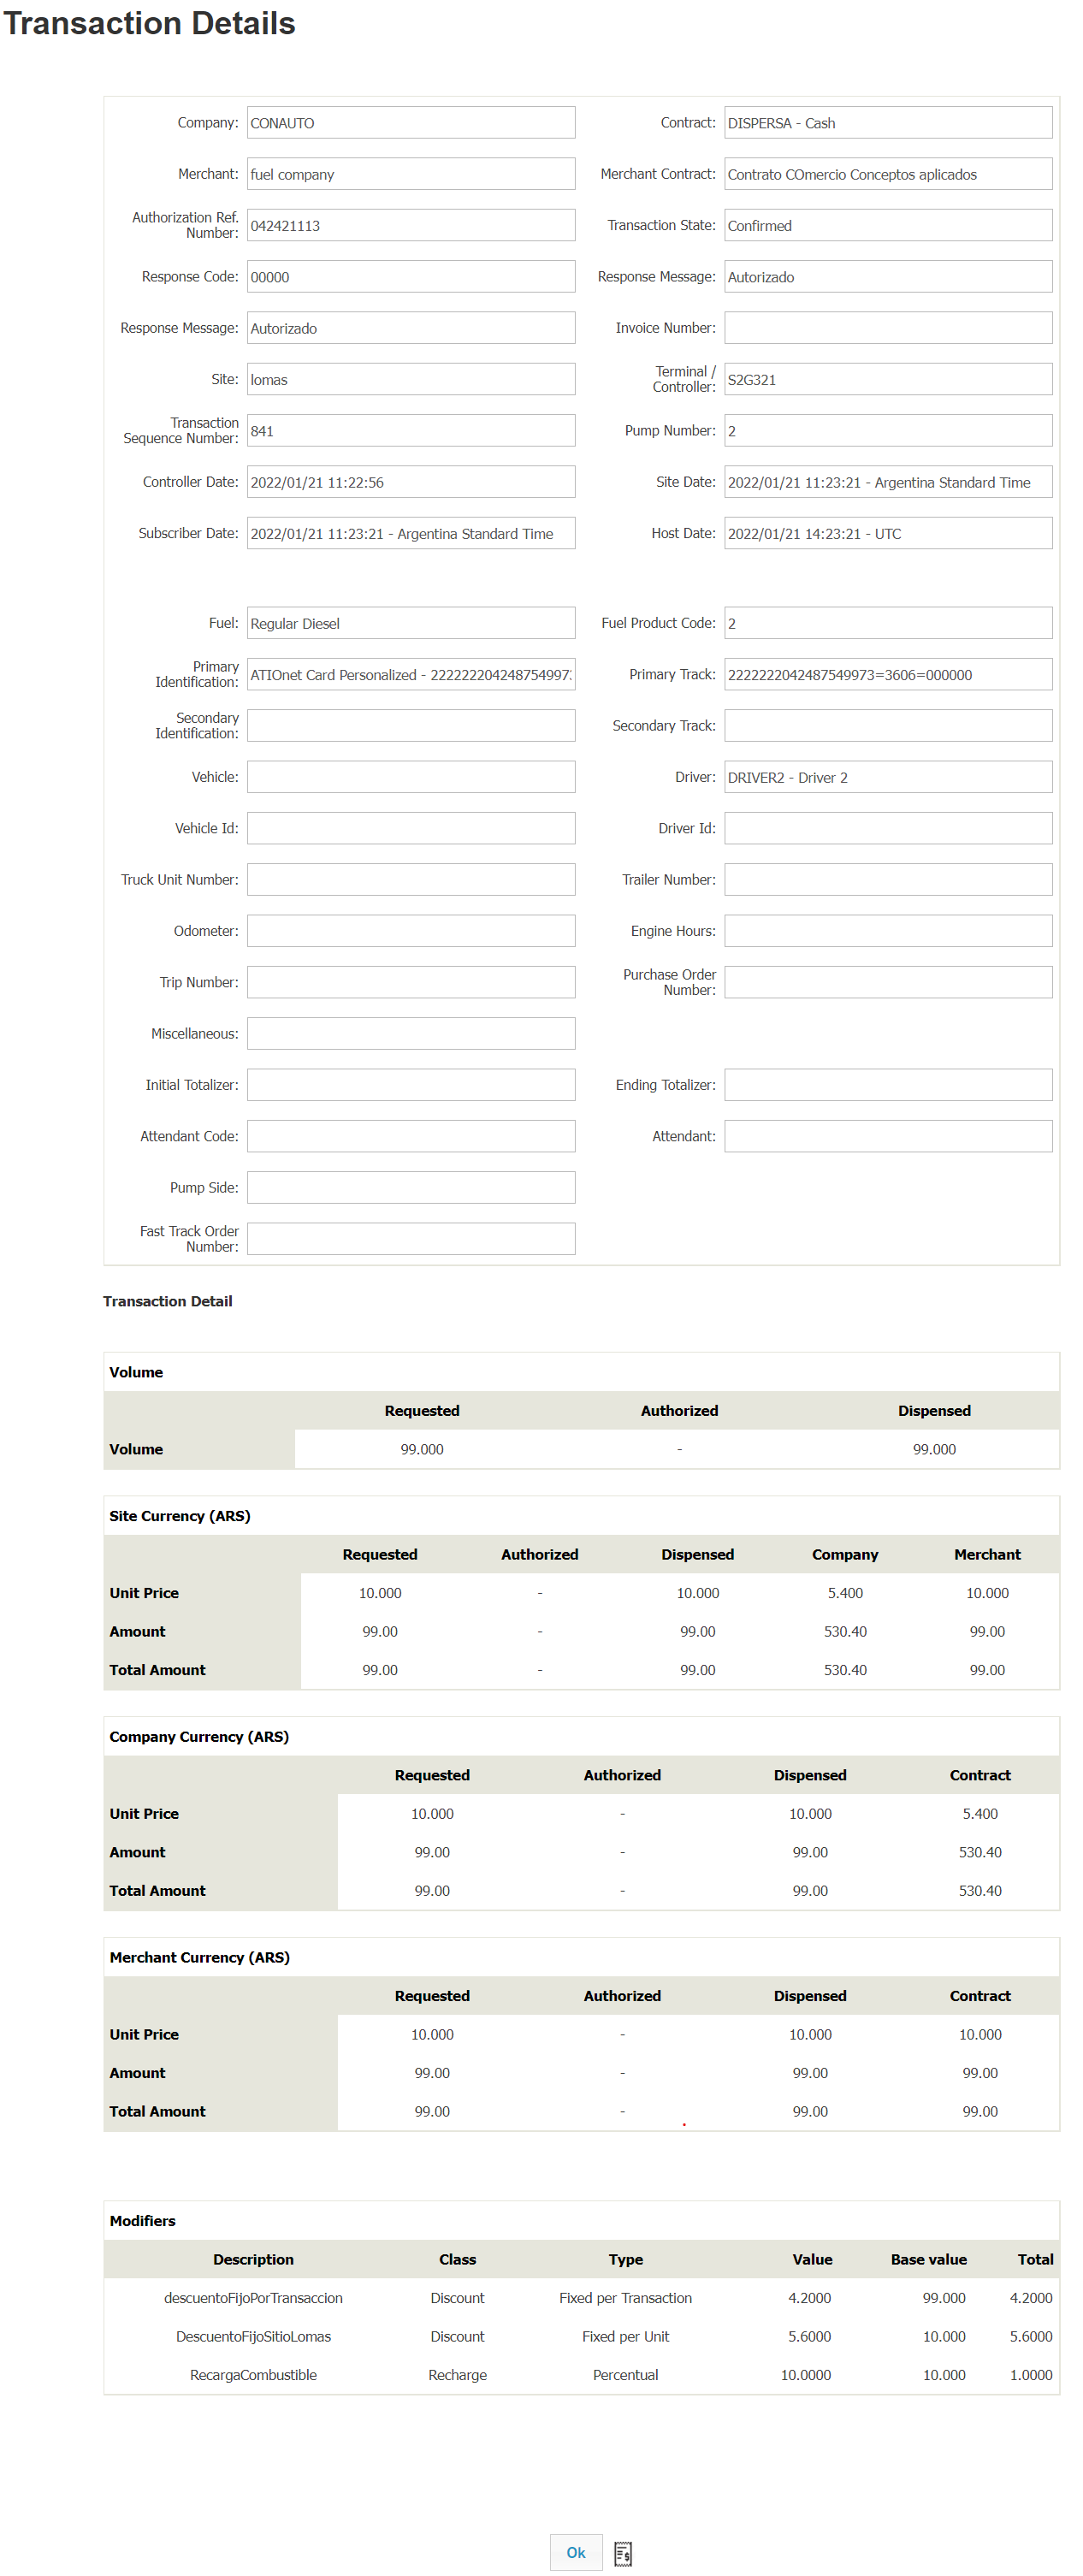 Transaction Details
Company: CONAUTO Contract: DISPERSA - Cash
Merchant: fuel company Merchant Contract: Contrato COmercio Conceptos aplicados
Authorization Ref. Number: 042421113 Transaction State: Confirmed
Response Code: 00000 Response Message: Autorizado
Response Message: Autorizado Invoice Number:
Site: lomas Terminal / Controller: S2G321
Transaction Sequence Number: 841 Pump Number: 2
Controller Date: 2022/01/21 11:22:56 Site Date: 2022/01/21 11:23:21 - Argentina Standard Time
Subscriber Date: 2022/01/21 11:23:21 - Argentina Standard Time Host Date: 2022/01/21 14:23:21 - UTC
Fuel: Regular Diesel Fuel Product Code: 2
Primary Identification: ATIOnet Card Personalized - 222222204248754997 Primary Track: 2222222042487549973=3606=000000
Secondary Identification: Secondary Track:
Vehicle: Driver: DRIVER2 - Driver 2
Vehicle Id: Driver Id:
Truck Unit Number: Trailer Number:
Odometer: Engine Hours:
Trip Number: Purchase Order Number:
Miscellaneous:
Initial Totalizer: Ending Totalizer:
Attendant Code: Attendant:
Pump Side:
Fast Track Order Number:
Transaction Detail
Volume
Requested Authorized Dispensed
Volume 99.000 - 99.000
Site Currency (ARS)
Requested Authorized Dispensed Company Merchant
Unit Price 10.000 - 10.000 5.400 10.000
Amount 99.00 - 99.00 530.40 99.00
Total Amount 99.00 - 99.00 530.40 99.00
Company Currency (ARS)
Requested Authorized Dispensed Contract
Unit Price 10.000 - 10.000 5.400
Amount 99.00 - 99.00 530.40
Total Amount 99.00 - 99.00 530.40
Merchant Currency (ARS)
Requested Authorized Dispensed Contract
Unit Price 10.000 - 10.000 10.000
Amount 99.00 - 99.00 99.00
Total Amount 99.00 - 99.00 99.00
Modifiers
Description Class Type Value Base value Total
descuentoFijoPorTransaccion Discount Fixed per Transaction 4.2000 99.000 4.2000
DescuentoFijoSitioLomas Discount Fixed per Unit 5.6000 10.000 5.6000
RecargaCombustible Recharge Percentual 10.0000 10.000 1.0000
Ok